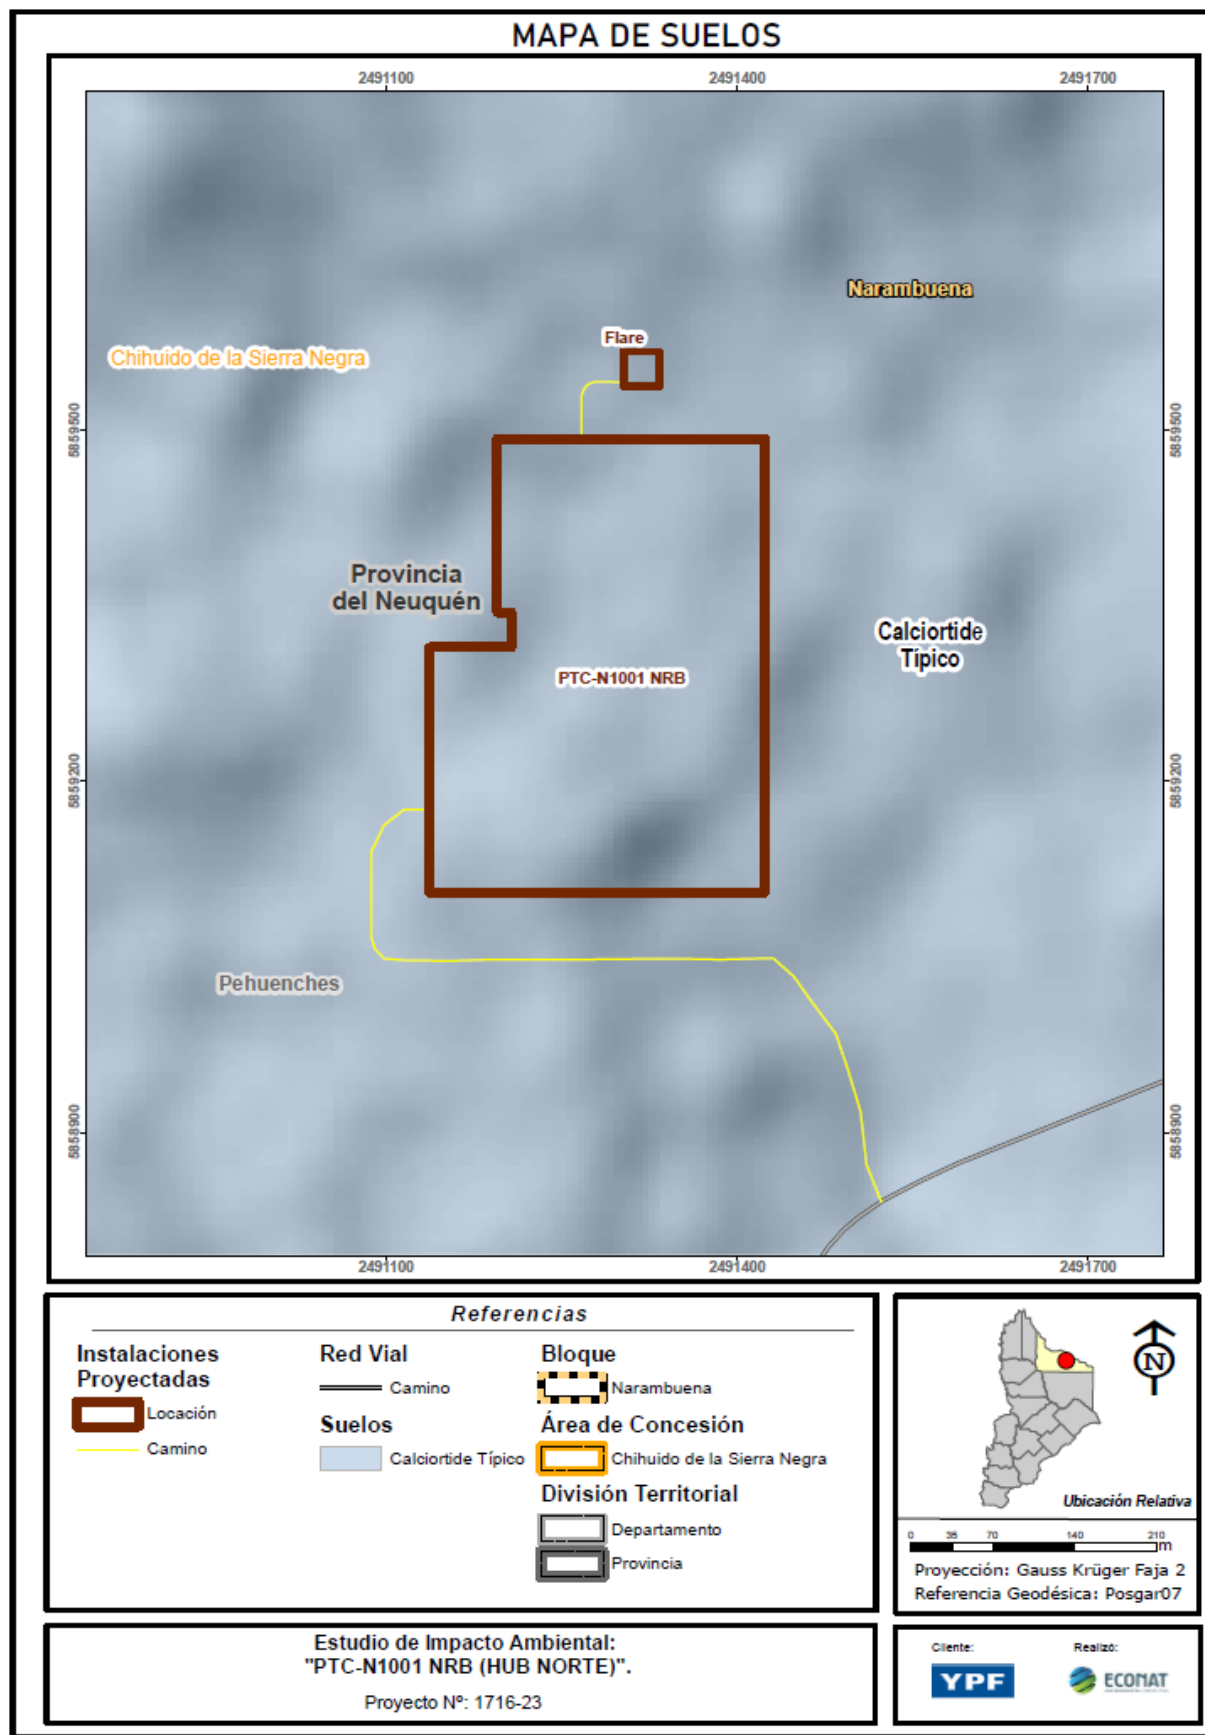 MAPA DE SUELOS
2491100
2491400
2491700
Narambuena
Flare
Chihuido de la Sierra Negra
5859500
5859500
Provincia
del Neuquén
Calciortide
Típico
PTC-N1001 NRB
5859200
5859200
Pehuenches
5858900
5858900
2491100
2491400
2491700
Referencias
Instalaciones
Proyectadas
Locación
Camino
Red Vial
Camino
Suelos
Calciortide Típico
Bloque
Narambuena
Área de Concesión
Chihuido de la Sierra Negra
División Territorial
Departamento
Provincia
N
Ubicación Relativa
0 35 70 140 210
m
Proyección: Gauss Krüger Faja 2
Referencia Geodésica: Posgar07
Estudio de Impacto Ambiental:
"PTC-N1001 NRB (HUB NORTE)".
Proyecto Nº: 1716-23
Cliente:
YPF
Realizó:
ECONAT